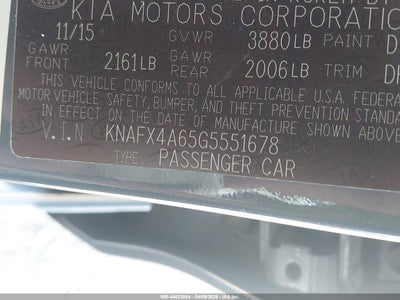 KIA MOTORS CORPORATION
11/15 GVWR 3880LB PAINT D
GAWR GAWR
FRONT 2161LB REAR 2006LB TRIM
THIS VEHICLE CONFORMS TO ALL APPLICABLE U.S.A. FEDERA
MOTOR VEHICLE SAFETY, BUMPER, AND THEFT PREVENTION STANDA
IN EFFECT ON THE DATE OF MANUFACTURE SHOWN ABOVE
V.I.N KNAFX4A65G5551678
TYPE PASSENGER CAR